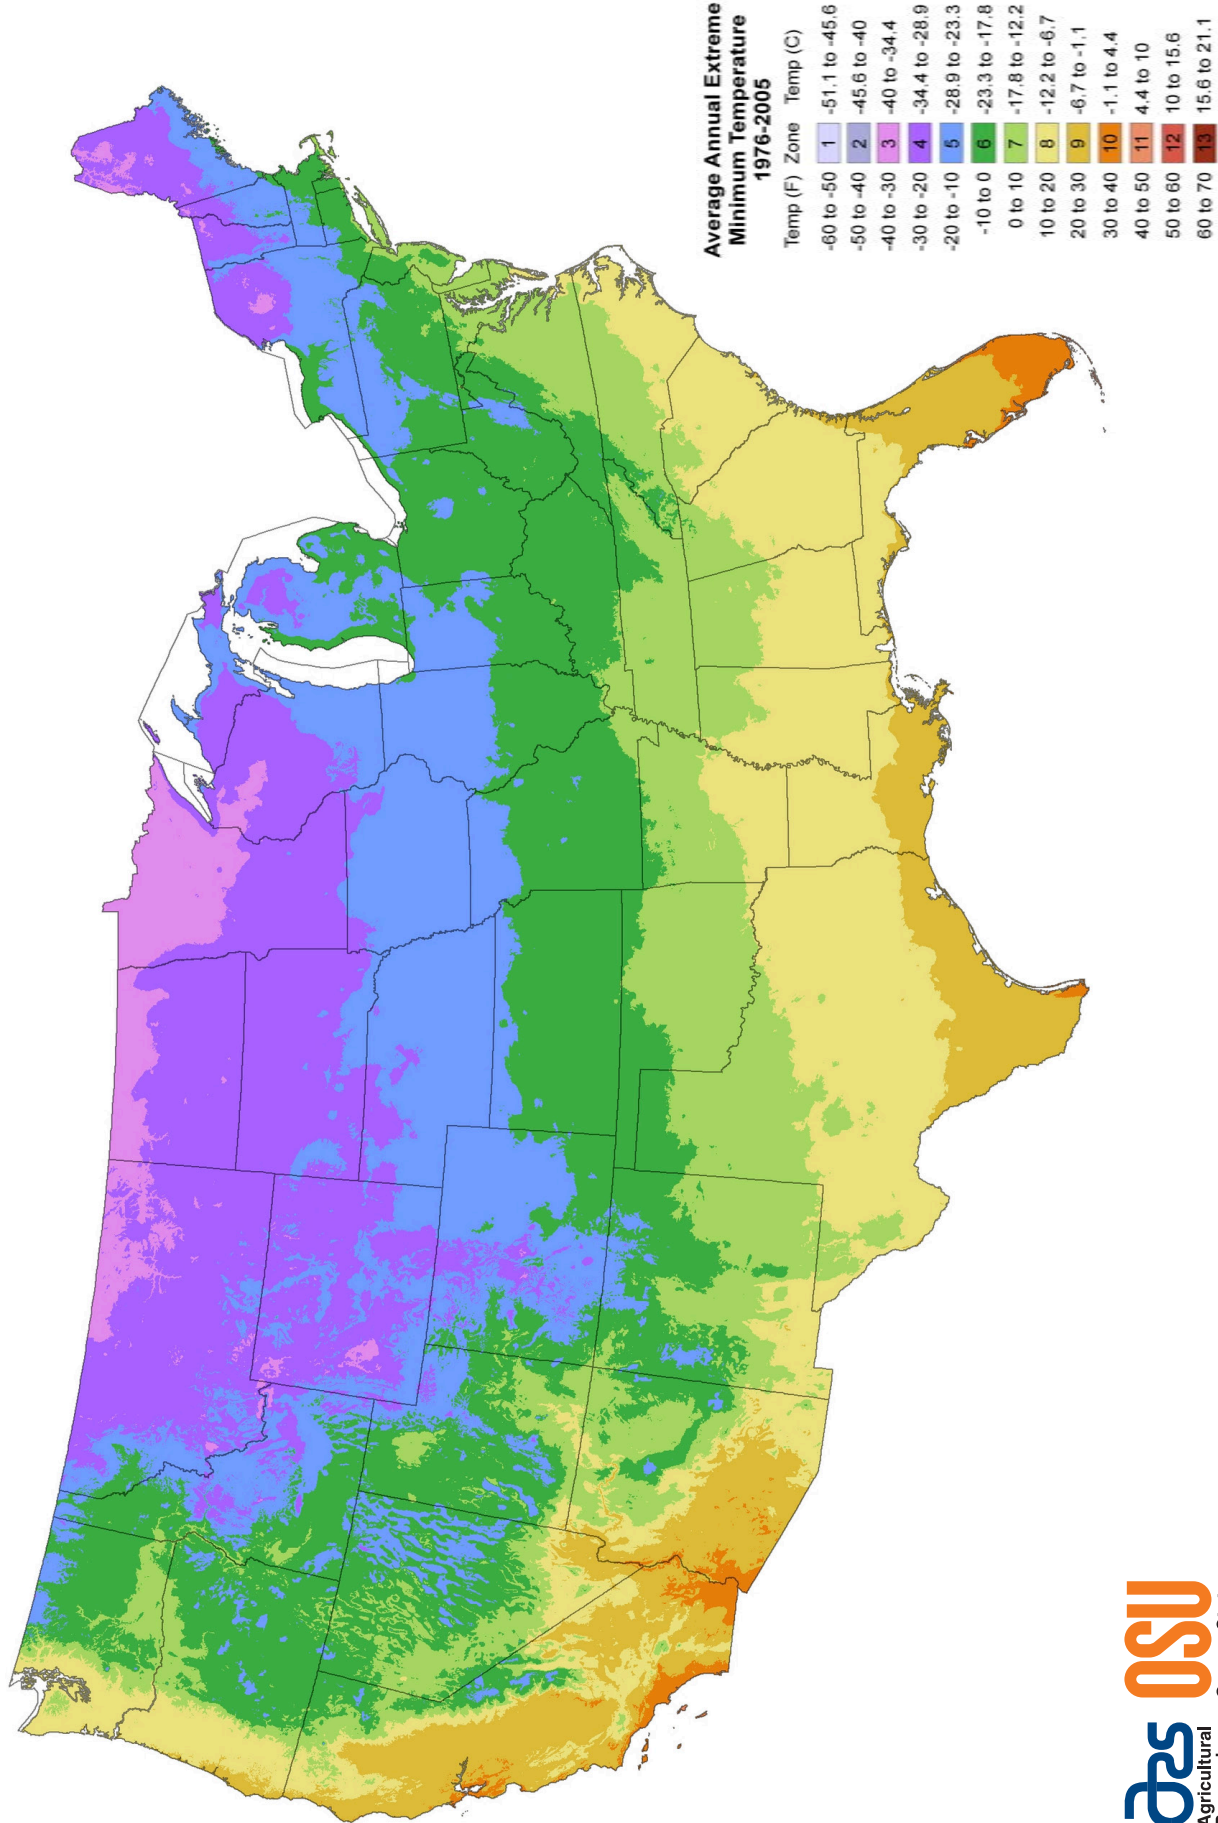 Average Annual Extreme
Minimum Temperature
1976-2005
Temp (F) Zone Temp (C)
-60 to -50 1 -51.1 to -45.6
-50 to -40 2 -45.6 to -40
-40 to -30 3 -40 to -34.4
-30 to -20 4 -34.4 to -28.9
-20 to -10 5 -28.9 to -23.3
-10 to 0 6 -23.3 to -17.8
0 to 10 7 -17.8 to -12.2
10 to 20 8 -12.2 to -6.7
20 to 30 9 -6.7 to -1.1
30 to 40 10 -1.1 to 4.4
40 to 50 11 4.4 to 10
50 to 60 12 10 to 15.6
60 to 70 13 15.6 to 21.1
ars OSU
Agricultural